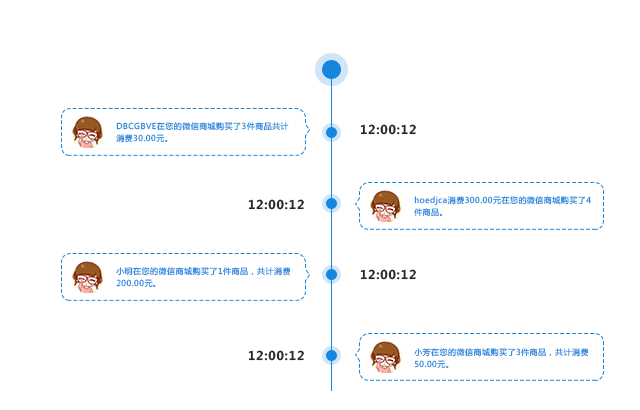 DBCGBVE在您的微信商城购买了3件商品共计
消费30.00元。
12:00:12
12:00:12
hoedjca消费300.00元在您的微信商城购买了4
件商品。
小明在您的微信商城购买了1件商品，共计消费
200.00元。
12:00:12
12:00:12
小芳在您的微信商城购买了3件商品，共计消费
50.00元。